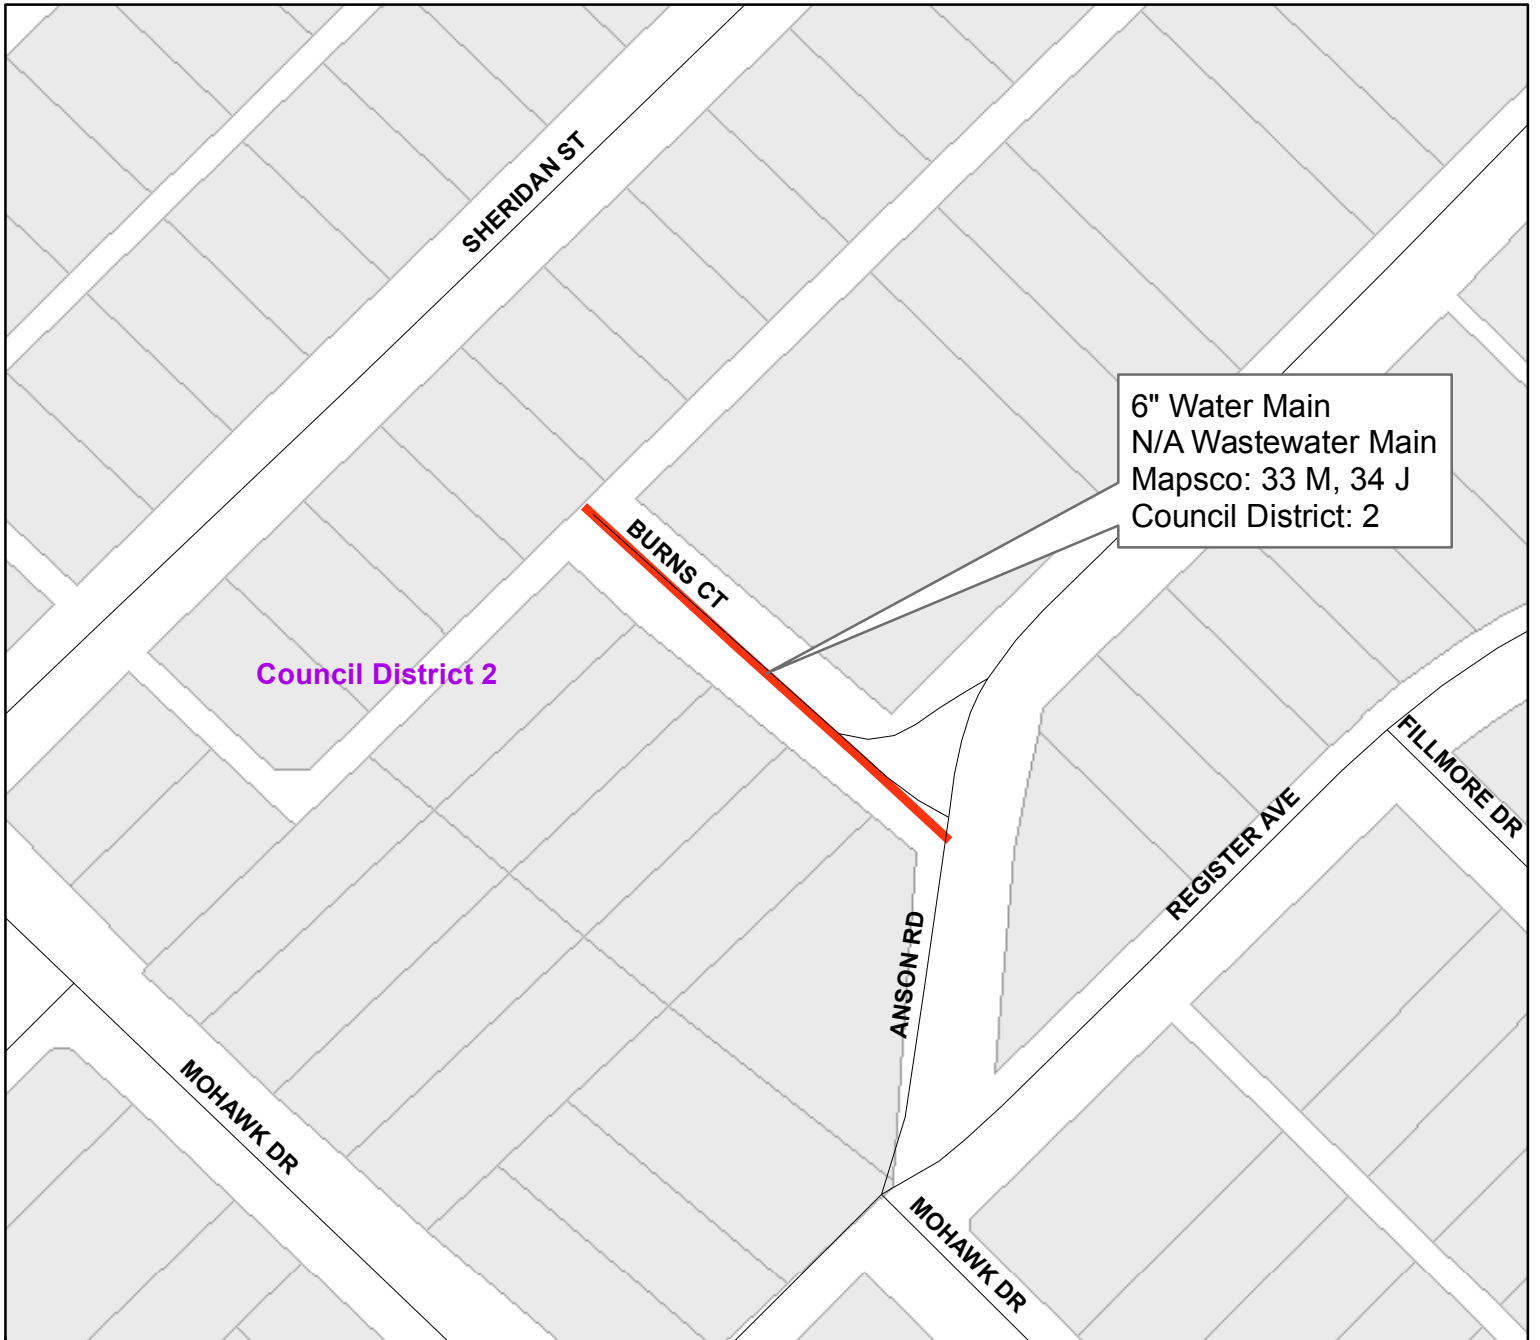 SHERIDAN ST
6" Water Main
N/A Wastewater Main
Mapsco: 33 M, 34 J
Council District: 2
BURNS CT
Council District 2
FILLMORE DR
REGISTER AVE
ANSON RD
MOHAWK DR
MOHAWK DR